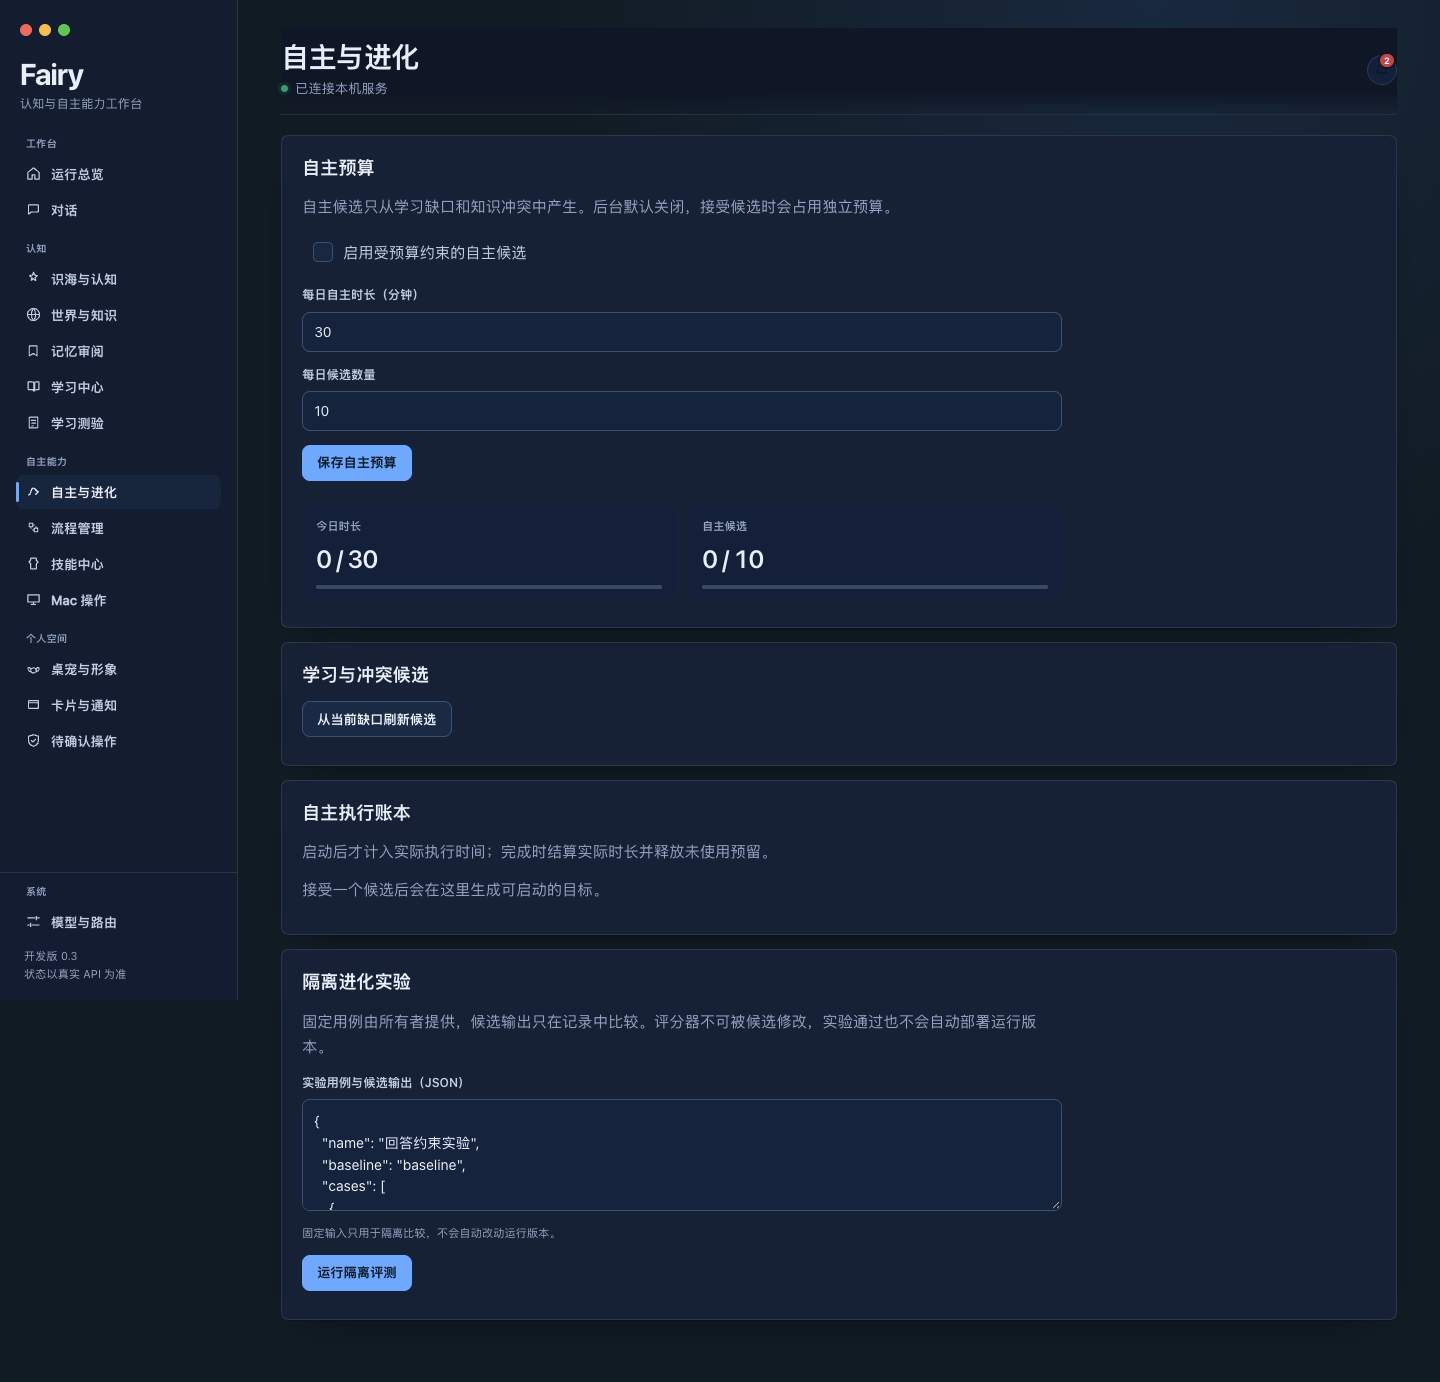 Fairy
认知与自主能力工作台
工作台
运行总览
对话
认知
识海与认知
世界与知识
记忆审阅
学习中心
学习测验
自主能力
自主与进化
流程管理
技能中心
Mac 操作
个人空间
桌宠与形象
卡片与通知
待确认操作
系统
模型与路由
开发版 0.3
状态以真实 API 为准
自主与进化
已连接本机服务
2
自主预算
自主候选只从学习缺口和知识冲突中产生。后台默认关闭，接受候选时会占用独立预算。
启用受预算约束的自主候选
每日自主时长（分钟）
30
每日候选数量
10
保存自主预算
今日时长
0 / 30
自主候选
0 / 10
学习与冲突候选
从当前缺口刷新候选
自主执行账本
启动后才计入实际执行时间；完成时结算实际时长并释放未使用预留。
接受一个候选后会在这里生成可启动的目标。
隔离进化实验
固定用例由所有者提供，候选输出只在记录中比较。评分器不可被候选修改，实验通过也不会自动部署运行版
本。
实验用例与候选输出（JSON）
{
"name": "回答约束实验",
"baseline": "baseline",
"cases": [
{
固定输入只用于隔离比较，不会自动改动运行版本。
运行隔离评测